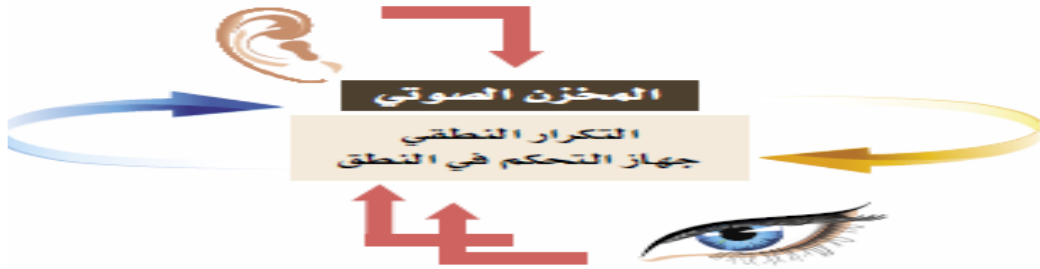 المخزن الصوتي
التكرار النطقي
جهاز التحكم في النطق